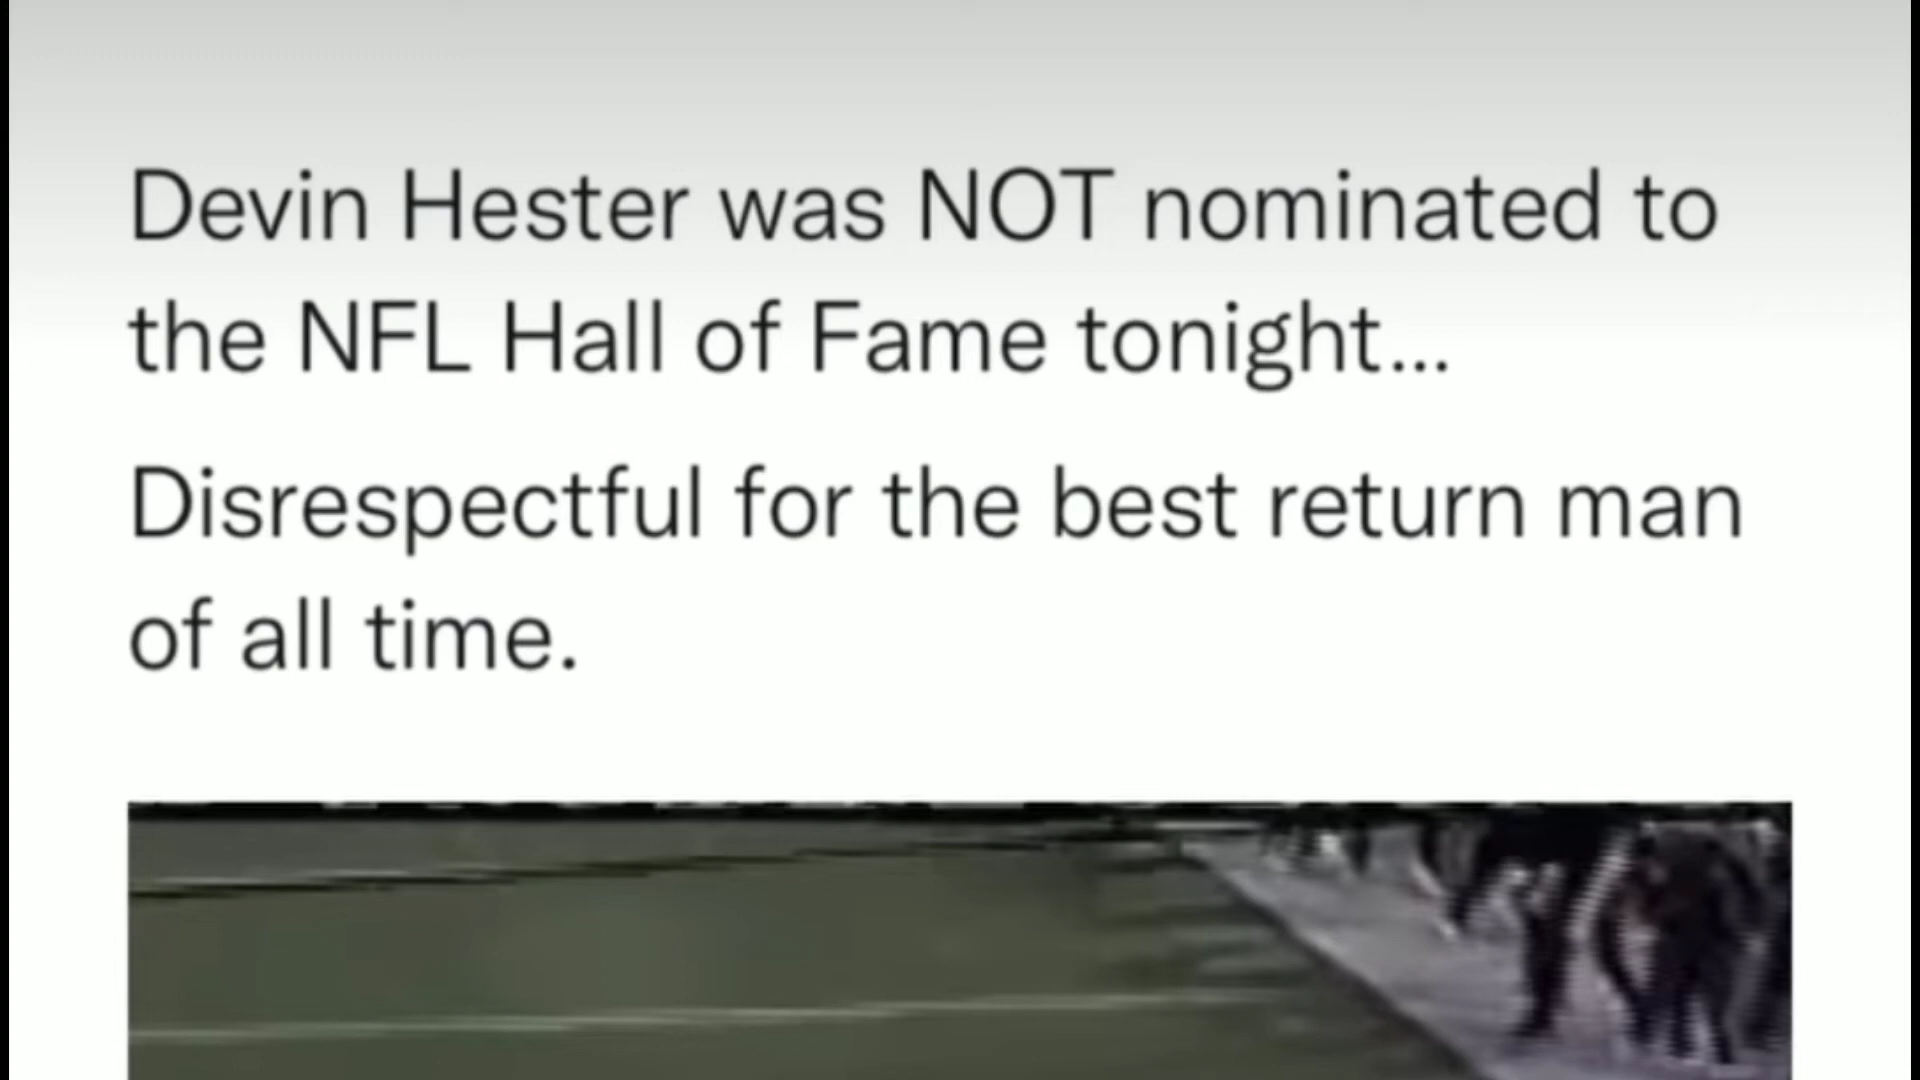 Devin Hester was NOT nominated to
the NFL Hall of Fame tonight...
Disrespectful for the best return man
of all time.